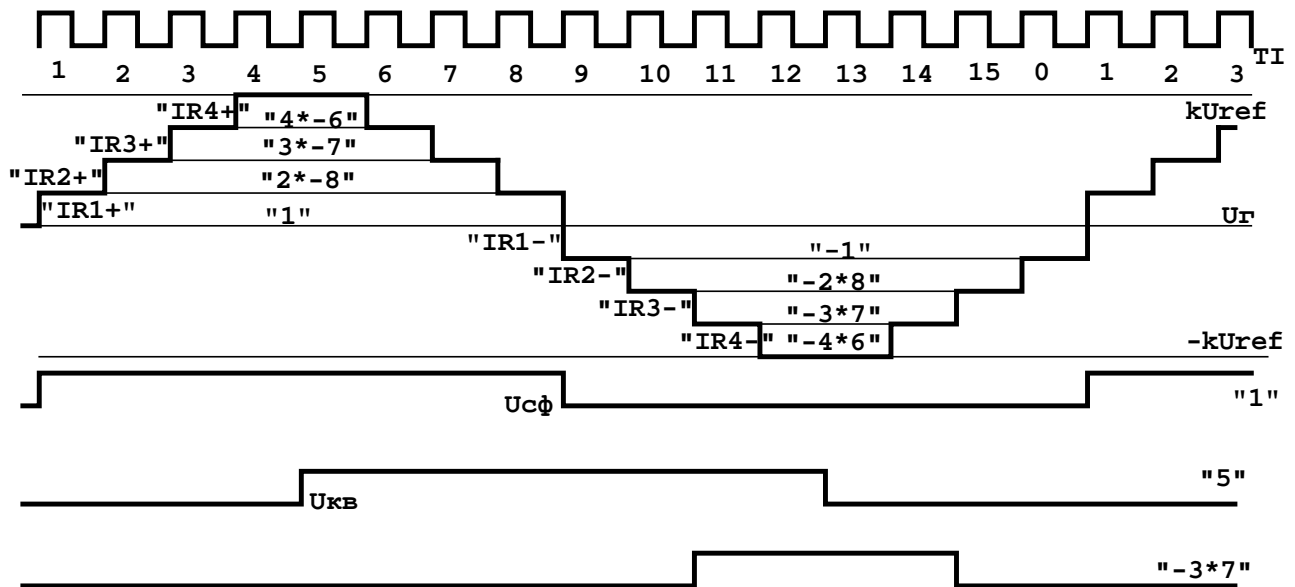 TI
1 2 3 4 5 6 7 8 9 10 11 12 13 14 15 0 1 2 3
"IR4+" "4*-6" kUref
"IR3+" "3*-7"
"IR2+" "2*-8"
"IR1+" "1" Ur
"IR1-" "-1"
"IR2-" "-2*8"
"IR3-" "-3*7"
"IR4-" "-4*6" -kUref
Uсф "1"
Uкв "5"
"-3*7"